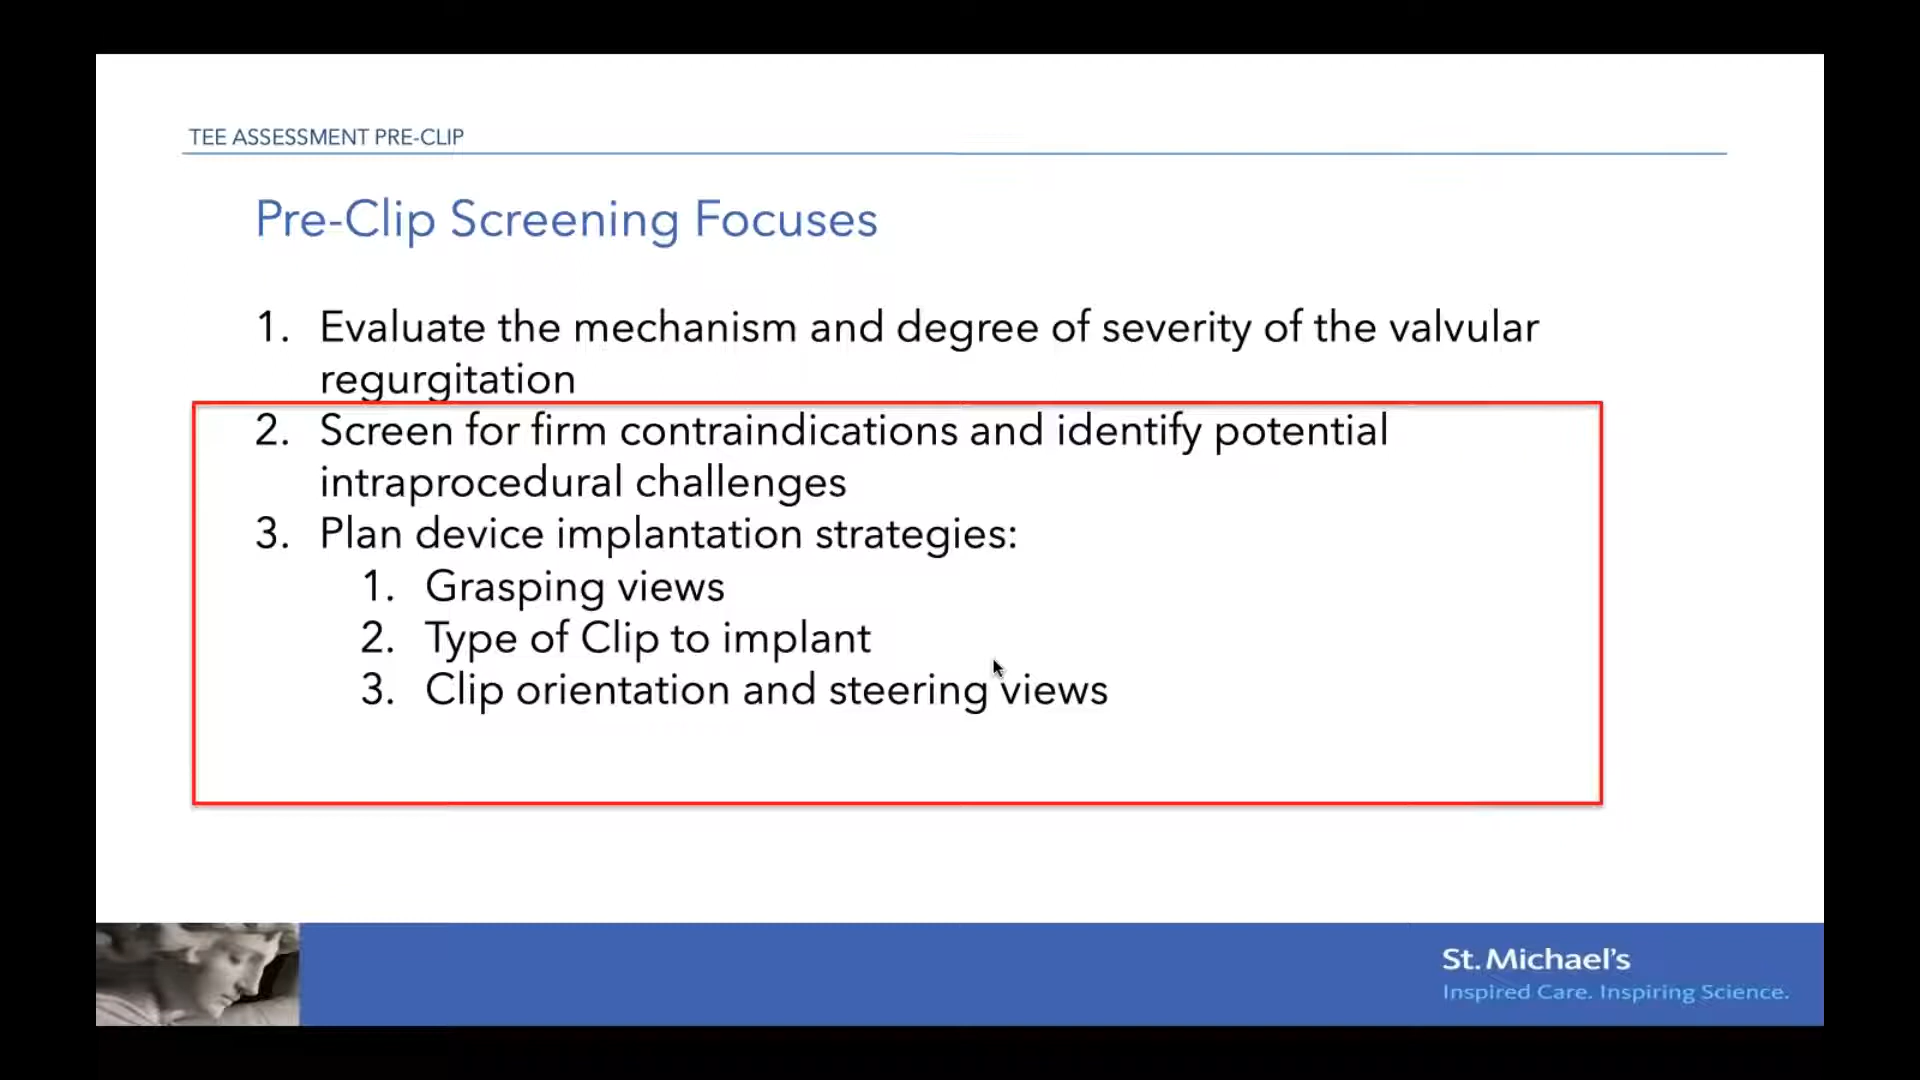 TEE ASSESSMENT PRE-CLIP
Pre-Clip Screening Focuses
1. Evaluate the mechanism and degree of severity of the valvular
regurgitation
2. Screen for firm contraindications and identify potential
intraprocedural challenges
3. Plan device implantation strategies:
1. Grasping views
2. Type of Clip to implant
3. Clip orientation and steering views
St. Michael's
Inspired Care. Inspiring Science.